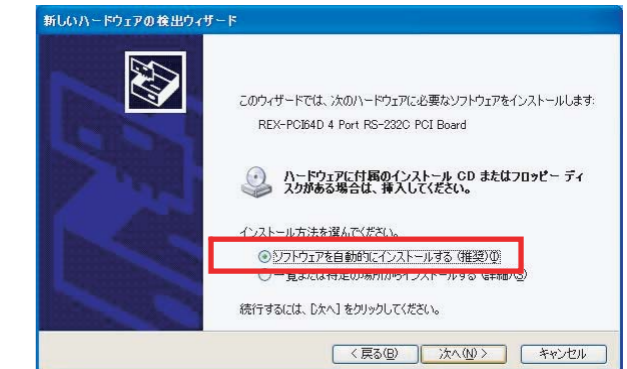 新しいハードウェアの検出ウィザード
このウィザードでは、次のハードウェアに必要なソフトウェアをインストールします:
REX-PCI64D 4 Port RS-232C PCI Board
ハードウェアに付属のインストール CD またはフロッピー ディ
スクがある場合は、挿入してください。
インストール方法を選んでください。
ソフトウェアを自動的にインストールする (推奨)(I)
一覧または特定の場所からインストールする (詳細)(S)
続行するには、[次へ] をクリックしてください。
< 戻る(B)
次へ(N) >
キャンセル